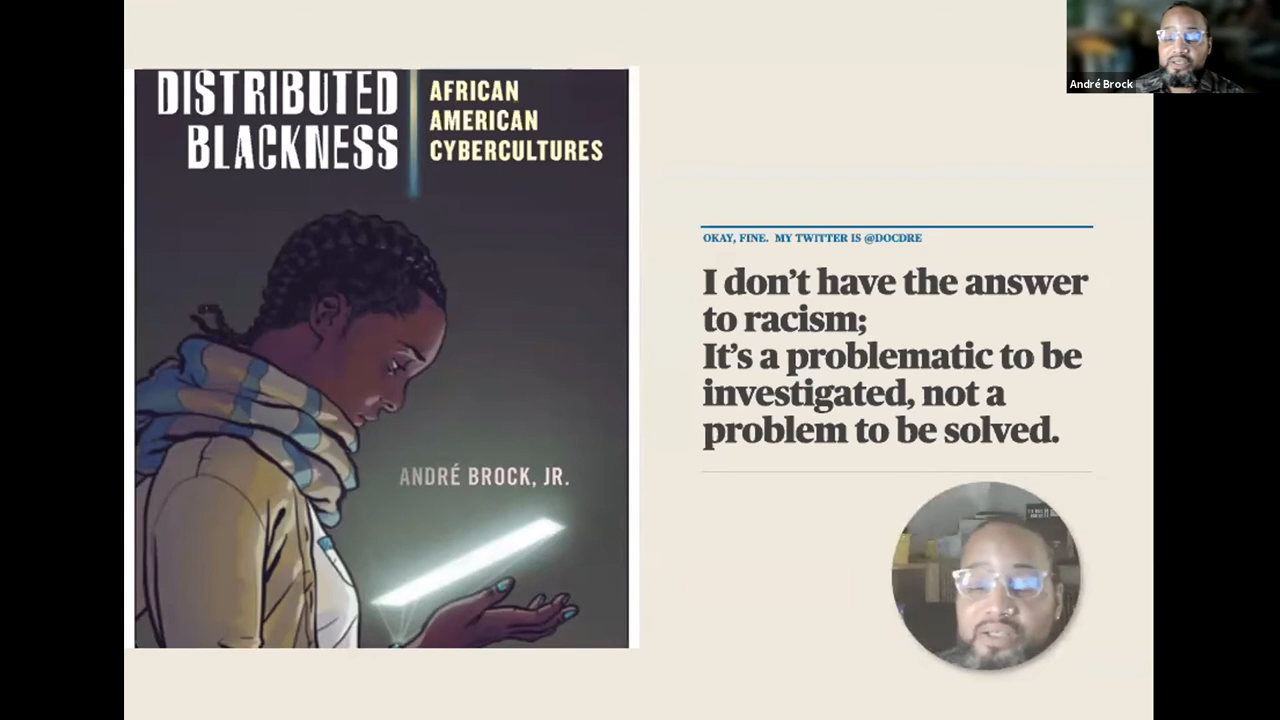 DISTRIBUTED
BLACKNESS
AFRICAN
AMERICAN
CYBERCULTURES
ANDRÉ BROCK, JR.
OKAY, FINE. MY TWITTER IS @DOCDRE
I don’t have the answer
to racism;
It’s a problematic to be
investigated, not a
problem to be solved.
André Brock